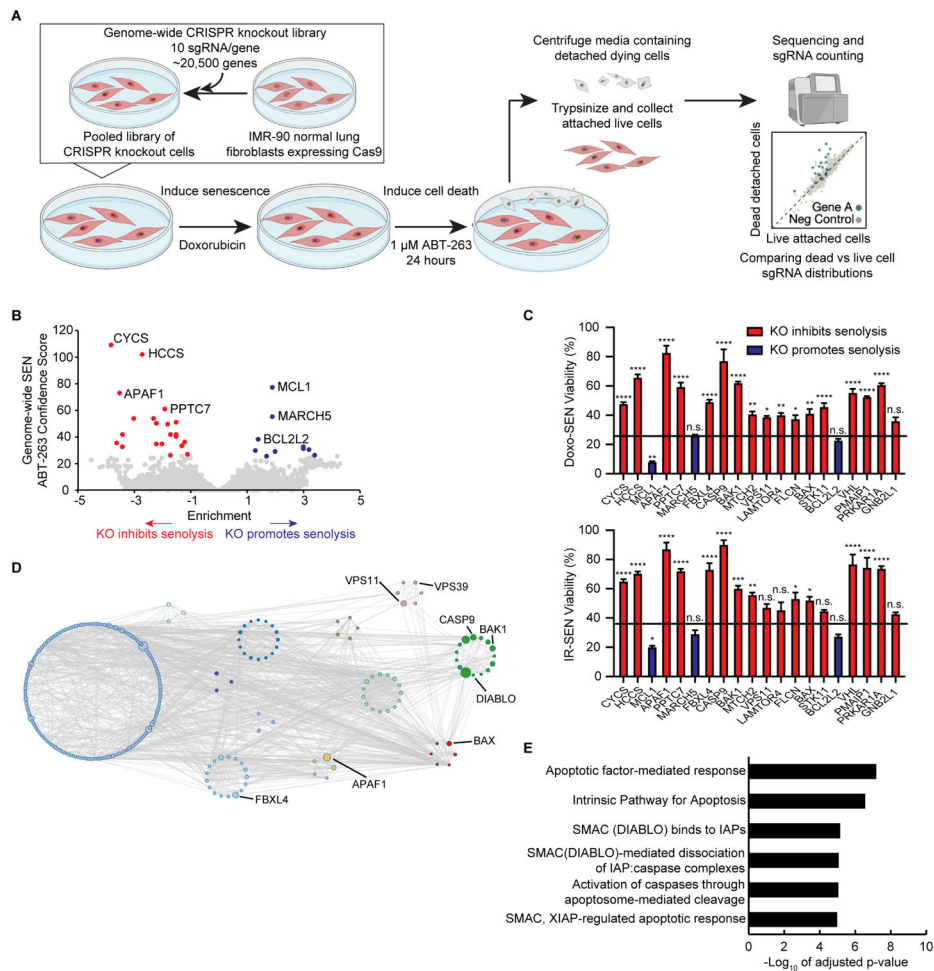 A
Genome-wide CRISPR knockout library
10 sgRNA/gene
~20,500 genes
Pooled library of
CRISPR knockout cells
IMR-90 normal lung
fibroblasts expressing Cas9
Induce senescence
Doxorubicin
Induce cell death
1 µM ABT-263
24 hours
Centrifuge media containing
detached dying cells
Trypsinize and collect
attached live cells
Sequencing and
sgRNA counting
Dead detached cells
Gene A
Neg Control
Live attached cells
Comparing dead vs live cell
sgRNA distributions
B
Genome-wide SEN
ABT-263 Confidence Score
120
100
80
60
40
20
0
CYCS
HCCS
APAF1
PPTC7
MCL1
MARCH5
BCL2L2
-5
-3
-1
1
3
5
Enrichment
KO inhibits senolysis
KO promotes senolysis
C
KO inhibits senolysis
KO promotes senolysis
Doxo-SEN Viability (%)
100
80
60
40
20
0
**** **** ** **** **** n.s. **** **** **** ** * ** * ** **** n.s. **** **** **** n.s.
CYCS HCCS MCL1 APAF1 PPTC7 MARCH5 FBXL4 CASP9 BAK1 MTCH2 VPS11 LAMTOR4 FLCN BAX STK11 BCL2L2 VHL PMAIP1 PRKAR1A GNB2L1
IR-SEN Viability (%)
100
80
60
40
20
0
**** **** * **** **** n.s. **** **** *** ** n.s. n.s. * * n.s. n.s. **** **** **** n.s.
CYCS HCCS MCL1 APAF1 PPTC7 MARCH5 FBXL4 CASP9 BAK1 MTCH2 VPS11 LAMTOR4 FLCN BAX STK11 BCL2L2 VHL PMAIP1 PRKAR1A GNB2L1
D
VPS11
VPS39
CASP9
BAK1
DIABLO
BAX
APAF1
FBXL4
E
Apoptotic factor-mediated response
Intrinsic Pathway for Apoptosis
SMAC (DIABLO) binds to IAPs
SMAC(DIABLO)-mediated dissociation
of IAP:caspase complexes
Activation of caspases through
apoptosome-mediated cleavage
SMAC, XIAP-regulated apoptotic response
0 2 4 6 8 10
-Log10 of adjusted p-value